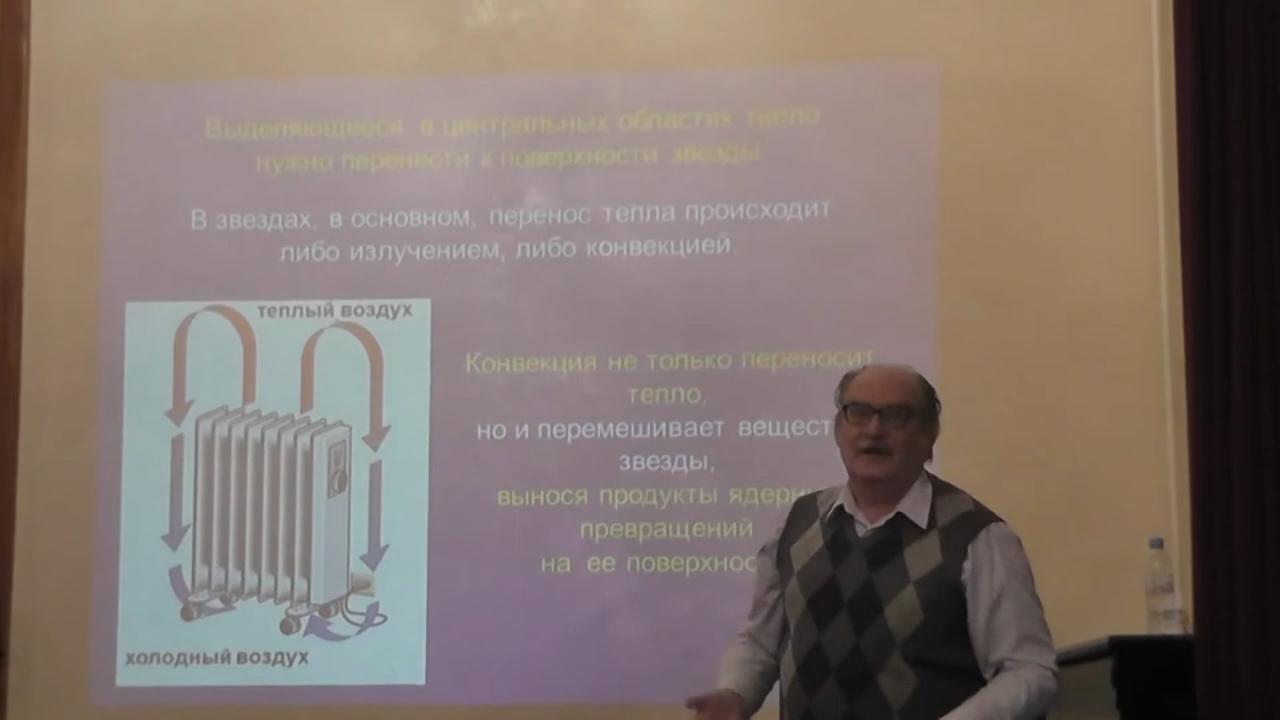 Выделяющееся в центральных областях тепло
нужно перенести к поверхности звезды
В звездах, в основном, перенос тепла происходит
либо излучением, либо конвекцией.
теплый воздух
холодный воздух
Конвекция не только переносит
тепло,
но и перемешивает вещест
звезды,
вынося продукты ядерн
превращений
на ее поверхнос